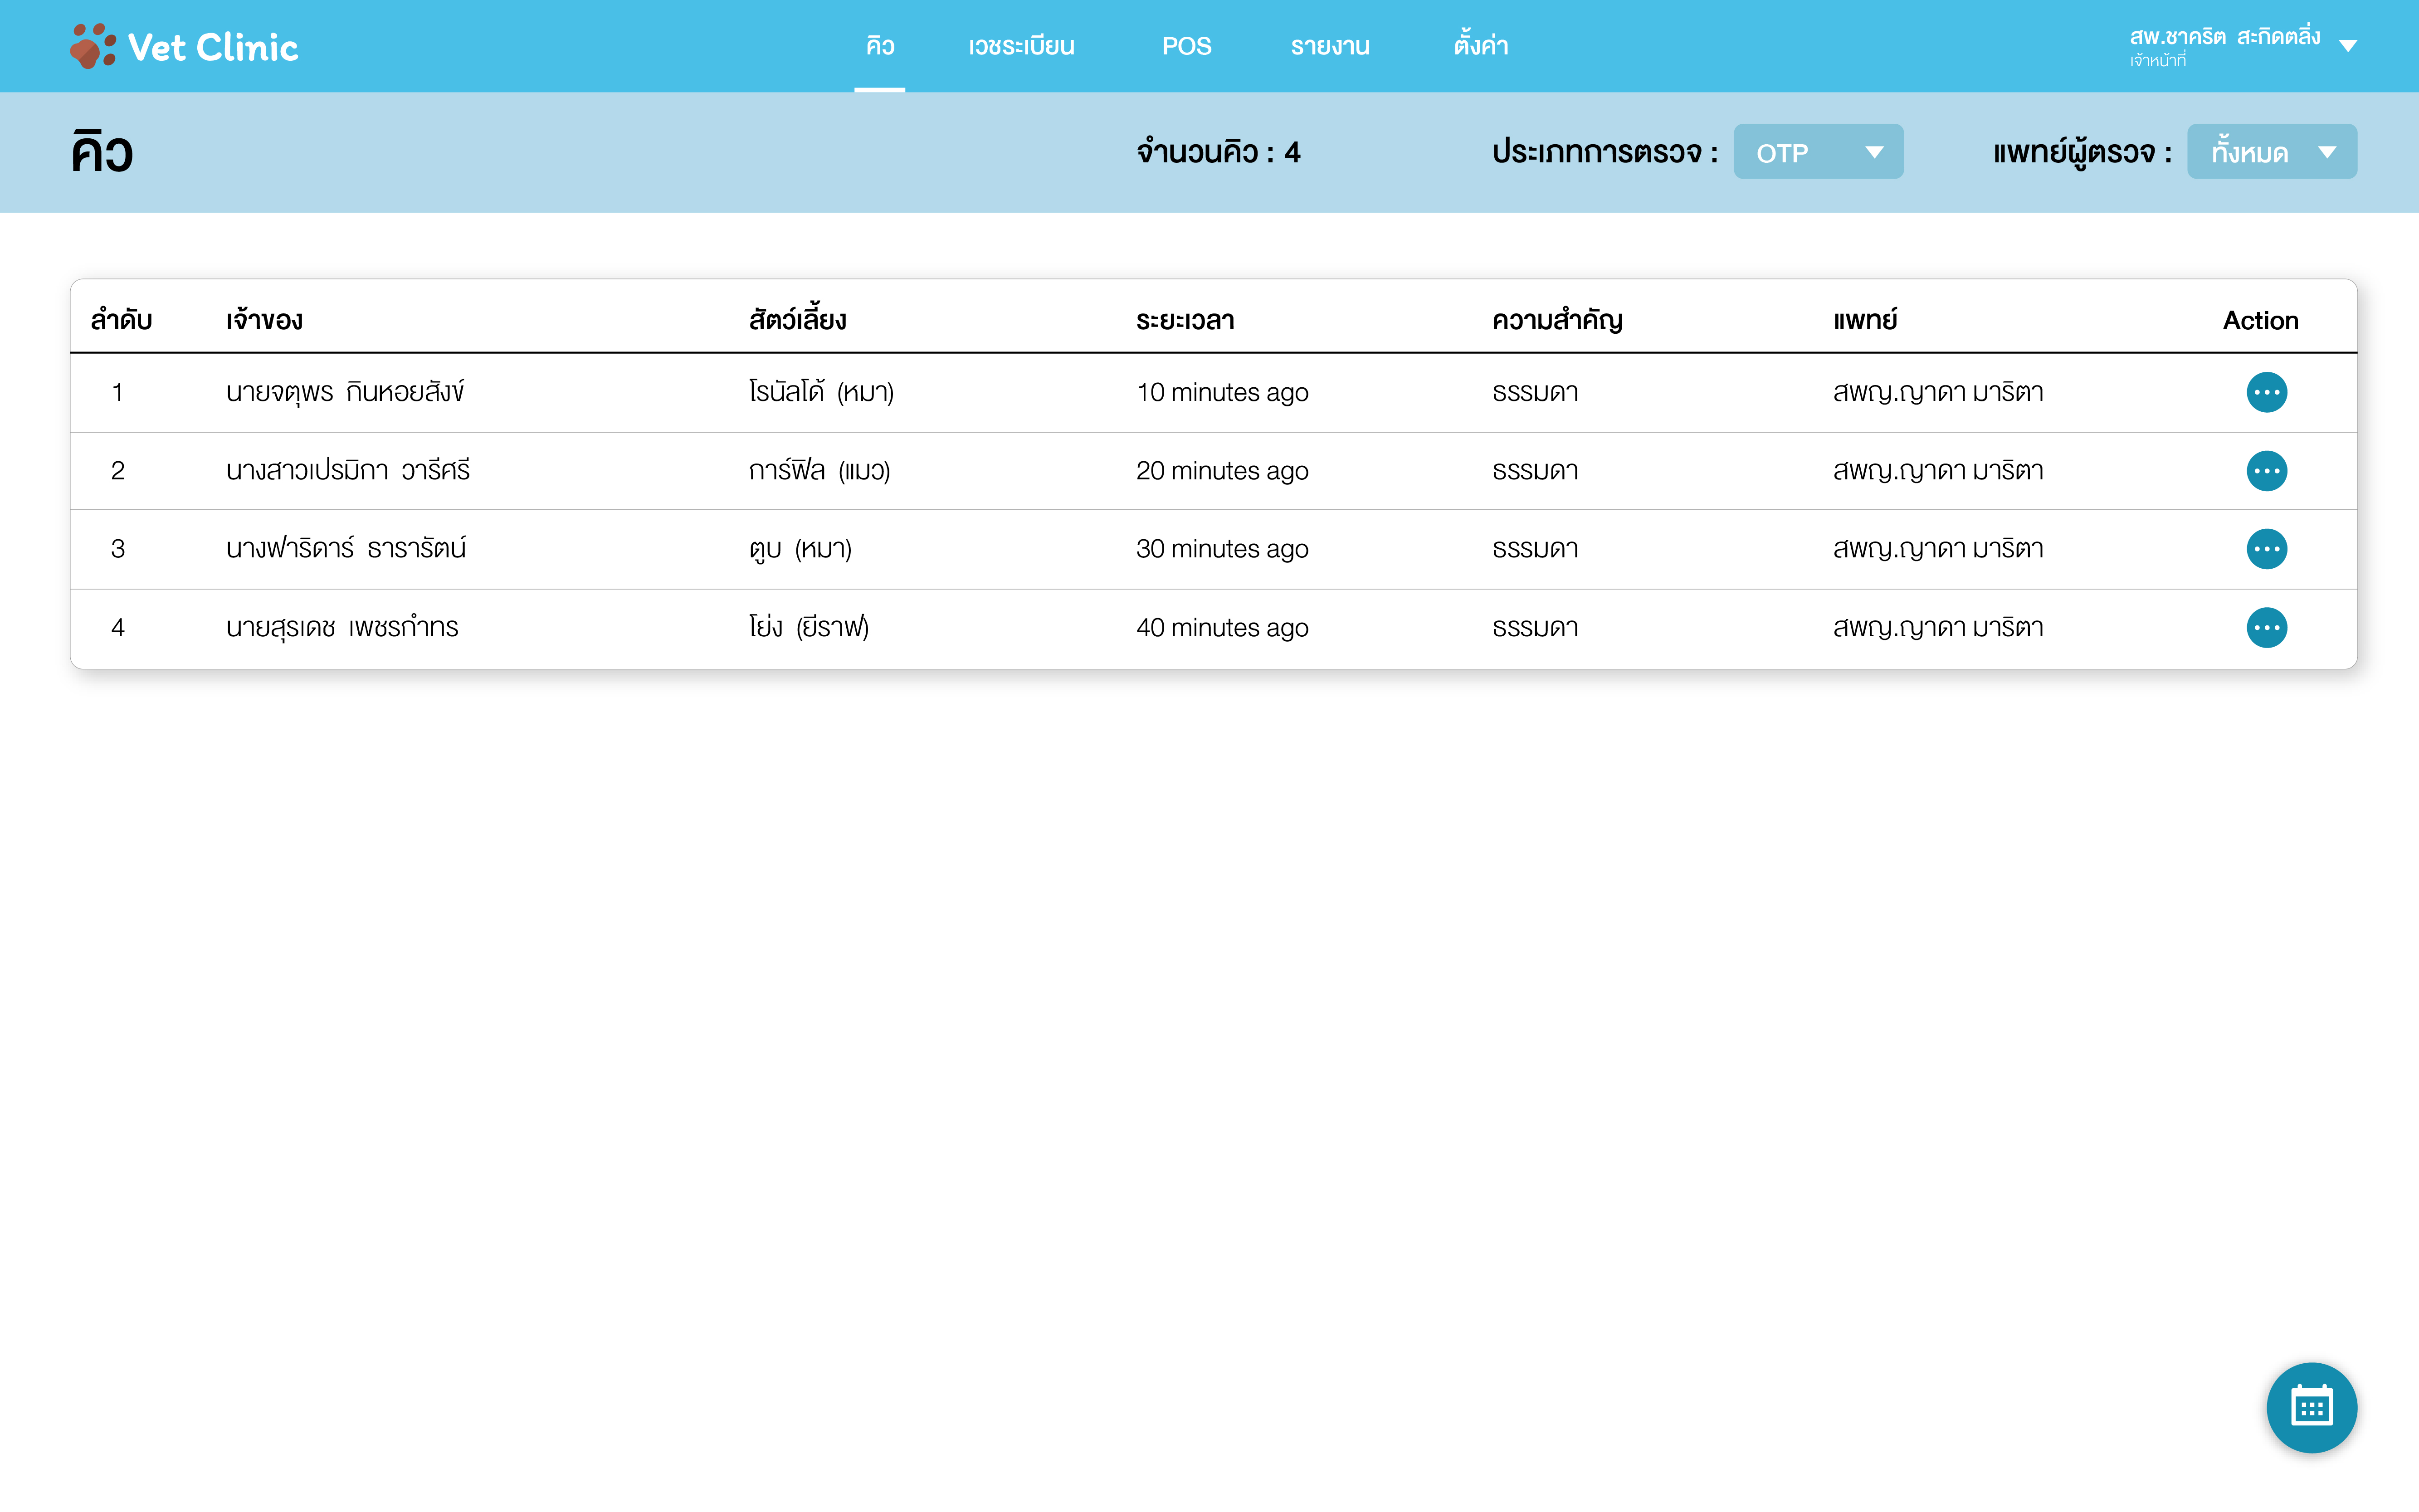 Vet Clinic คิว เวชระเบียน POS รายงาน ตั้งค่า สพ.ชาคริต สะกิดตลิ่ง
เจ้าหน้าที่
คิว จำนวนคิว : 4 ประเภทการตรวจ : OTP แพทย์ผู้ตรวจ : ทั้งหมด
ลำดับ เจ้าของ สัตว์เลี้ยง ระยะเวลา ความสำคัญ แพทย์ Action
1 นายจตุพร กินหอยสังข์ โรนัลโด้ (หมา) 10 minutes ago ธรรมดา สพญ.ญาดา มาริตา
2 นางสาวเปรมิกา วารีศรี การ์ฟิล (แมว) 20 minutes ago ธรรมดา สพญ.ญาดา มาริตา
3 นางฟาริดาร์ ธารารัตน์ ตูบ (หมา) 30 minutes ago ธรรมดา สพญ.ญาดา มาริตา
4 นายสุรเดช เพชรกำทร โย่ง (ยีราฟ) 40 minutes ago ธรรมดา สพญ.ญาดา มาริตา